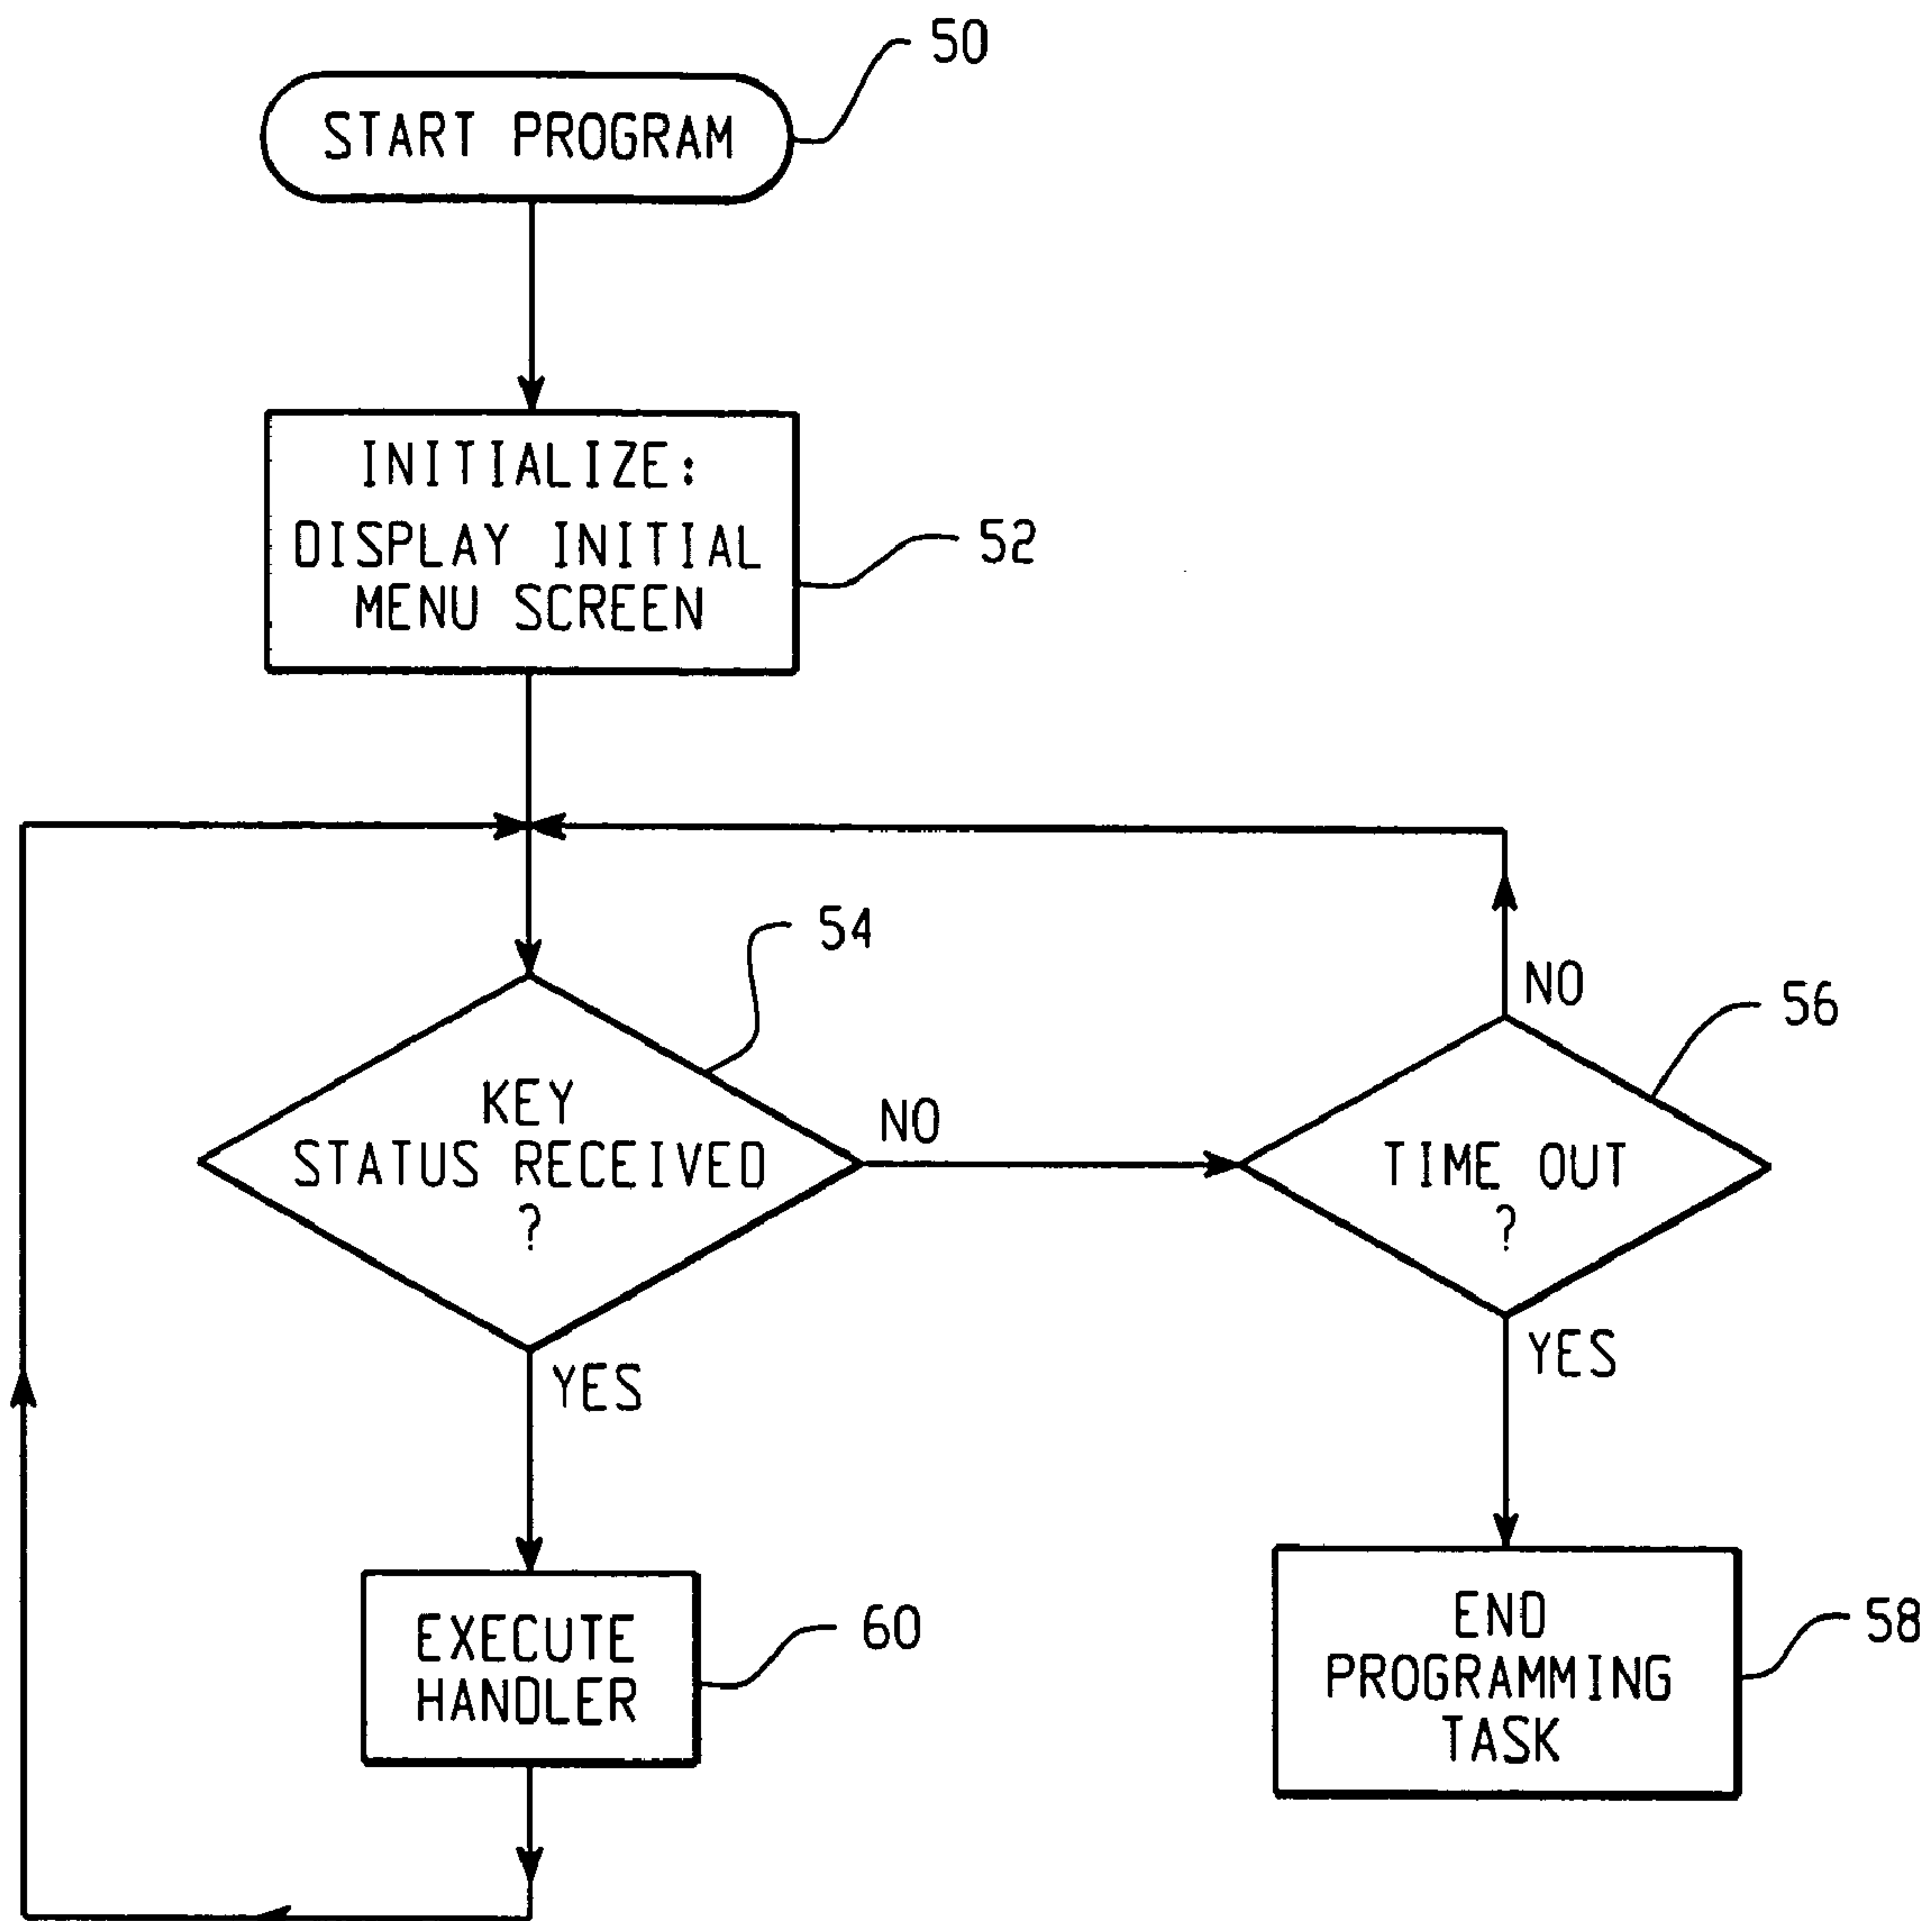 50
START PROGRAM
INITIALIZE:
DISPLAY INITIAL
MENU SCREEN
52
54
KEY
STATUS RECEIVED
?
NO
YES
NO
56
TIME OUT
?
YES
EXECUTE
HANDLER
60
END
PROGRAMMING
TASK
58